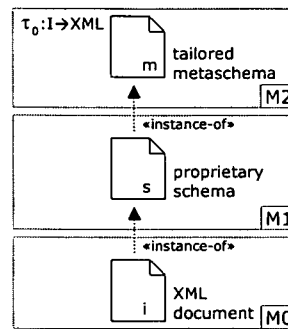 τ₀:I→XML
m
tailored
metaschema
M2
«instance-of»
s
proprietary
schema
M1
«instance-of»
i
XML
document
M0